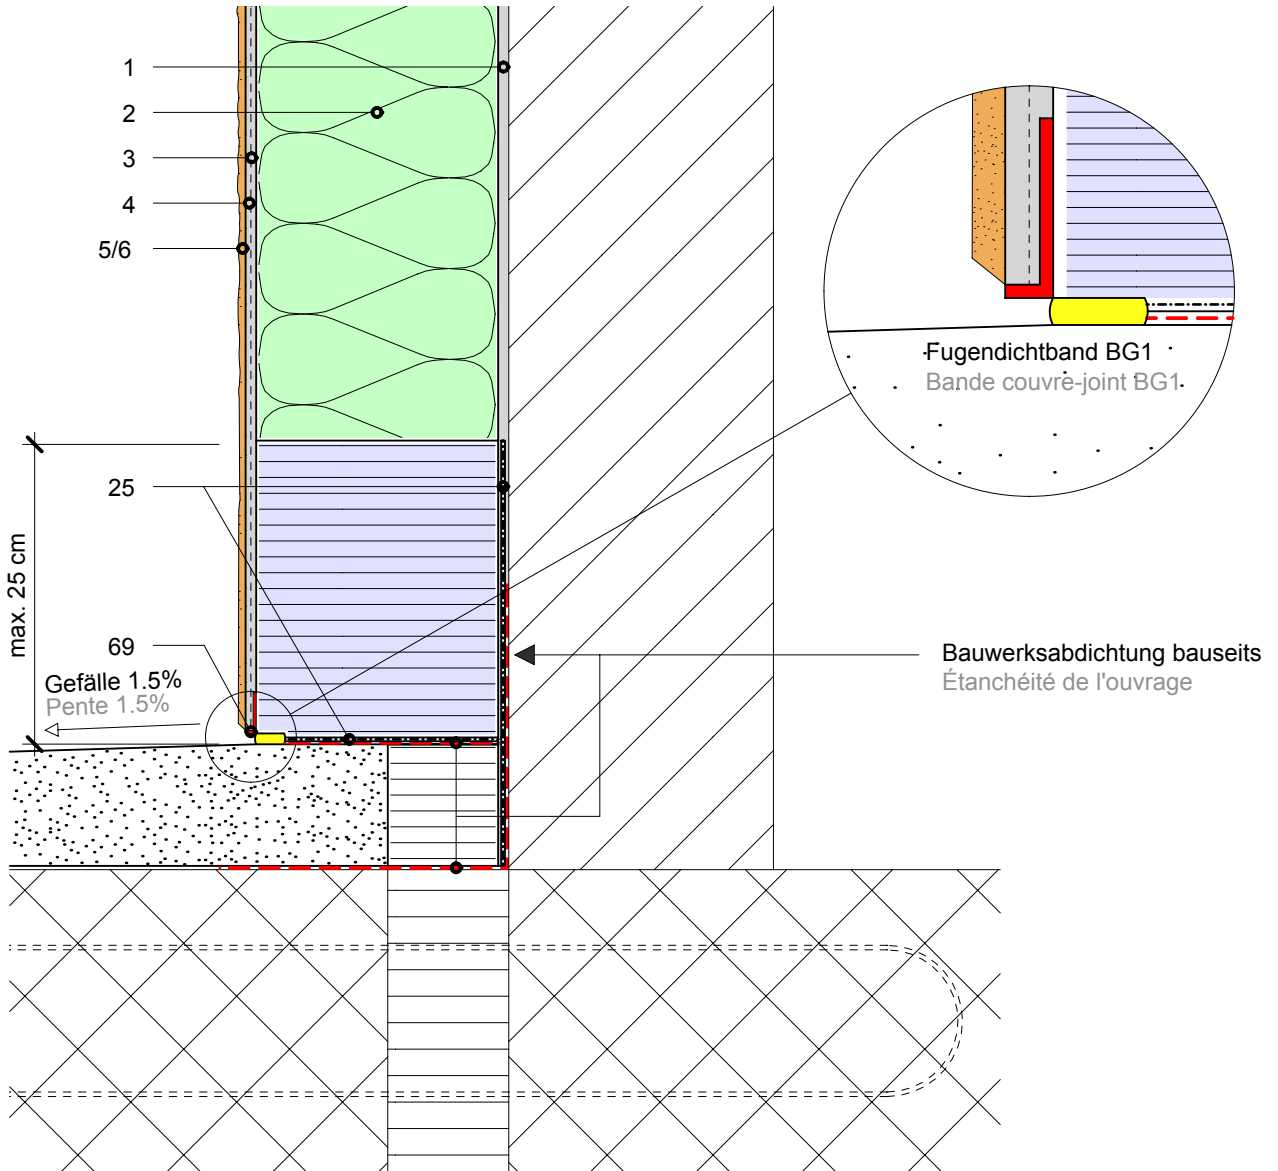 1
2
3
4
5/6
Fugendichtband BG1
Bande couvre-joint BG1
25
max. 25 cm
69
Gefälle 1.5%
Pente 1.5%
Bauwerksabdichtung bauseits
Étanchéité de l'ouvrage